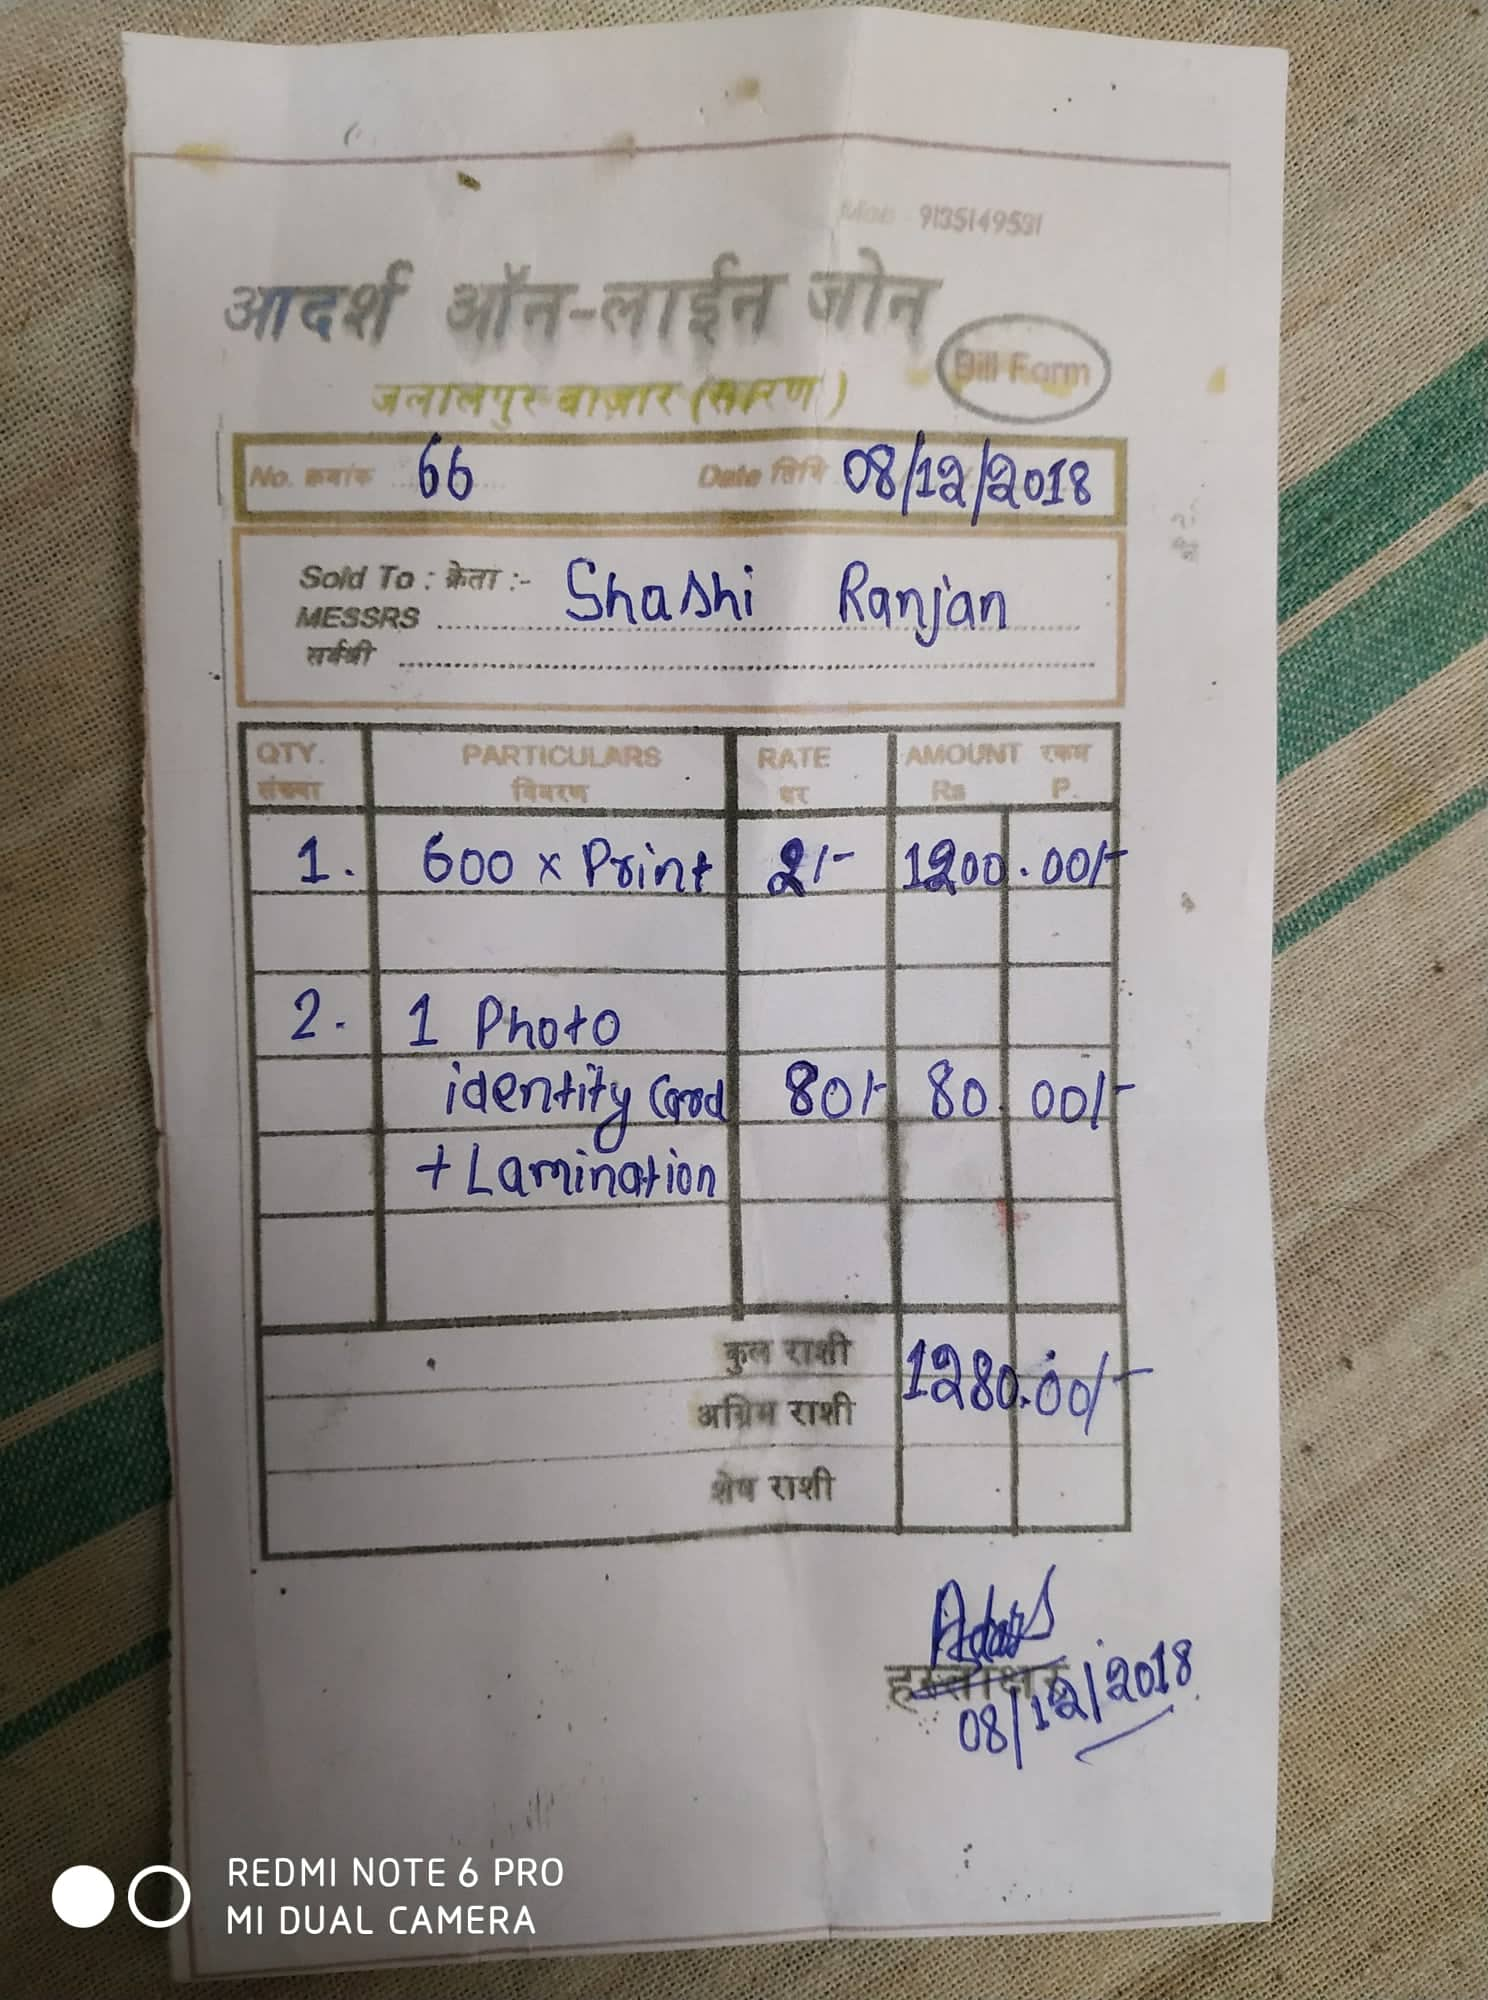 Mob - 9135149531
आदर्श ऑन-लाईन जोन
Bill Form
जलालपुर बाज़ार (सारण)
No. क्रमांक 66 Date तिथि 08/12/2018
Sold To : क्रेता :- Shashi Ranjan
MESSRS
सर्वश्री
QTY. PARTICULARS RATE AMOUNT रकम
संख्या विवरण दर Rs P.
1. 600 x Print 2/- 1200.00/-
2. 1 Photo
identity Card 80/- 80.00/-
+ Lamination
कुल राशी 1280.00/-
अग्रिम राशी
शेष राशी
हस्ताक्षर
08/12/2018
REDMI NOTE 6 PRO
MI DUAL CAMERA